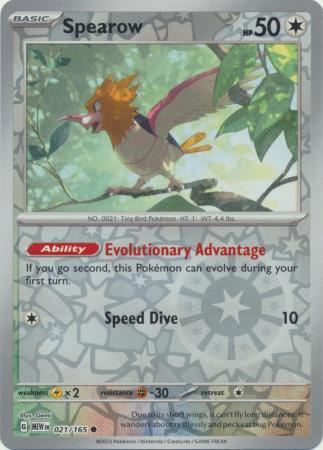 BASIC
Spearow HP 50
NO. 0021 Tiny Bird Pokémon HT: 1' WT: 4.4 lbs.
Ability Evolutionary Advantage
If you go second, this Pokémon can evolve during your
first turn.
Speed Dive 10
weakness ×2 resistance -30 retreat
Illus. Gemi
G MEW EN 021/165
Due to its short wings, it can't fly long distances. It
wanders about restlessly and pecks at bug Pokémon.
©2023 Pokémon / Nintendo / Creatures / GAME FREAK